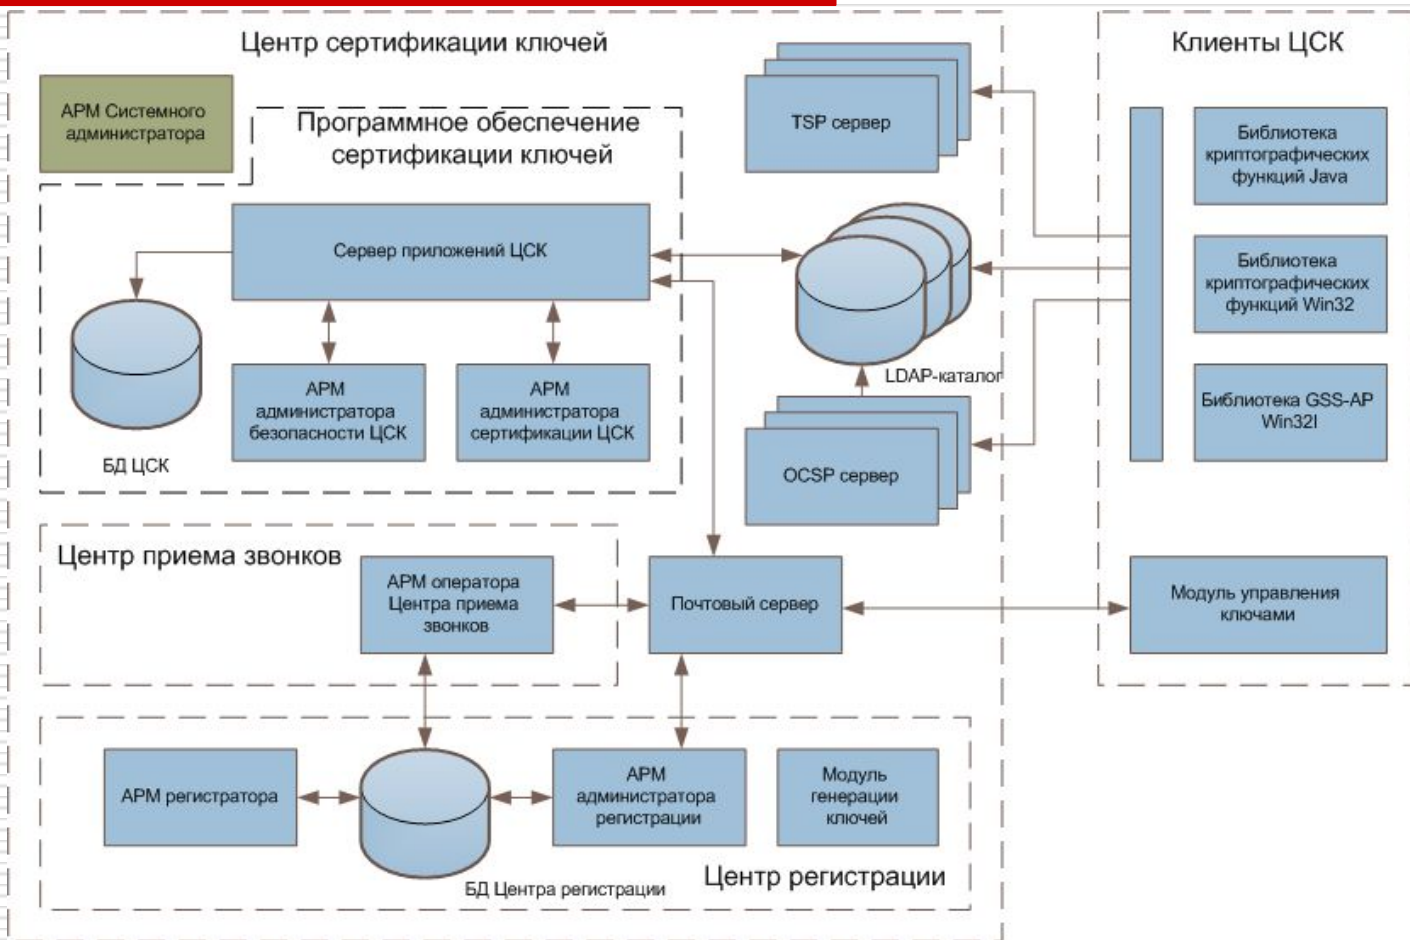 Центр сертификации ключей
Клиенты ЦСК
АРМ Системного
администратора
Программное обеспечение
сертификации ключей
TSP сервер
Библиотека
криптографических
функций Java
Сервер приложений ЦСК
Библиотека
криптографических
функций Win32
LDAP-каталог
АРМ
администратора
безопасности ЦСК
АРМ
администратора
сертификации ЦСК
Библиотека GSS-AP
Win32I
БД ЦСК
OCSP сервер
Центр приема звонков
АРМ оператора
Центра приема
звонков
Почтовый сервер
Модуль управления
ключами
АРМ регистратора
АРМ
администратора
регистрации
Модуль
генерации
ключей
БД Центра регистрации
Центр регистрации